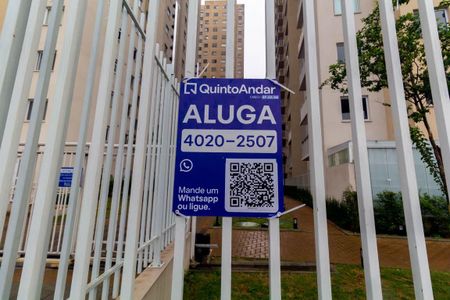 QuintoAndar
ALUGA
4020-2507
Mande um
Whatsapp
ou ligue.